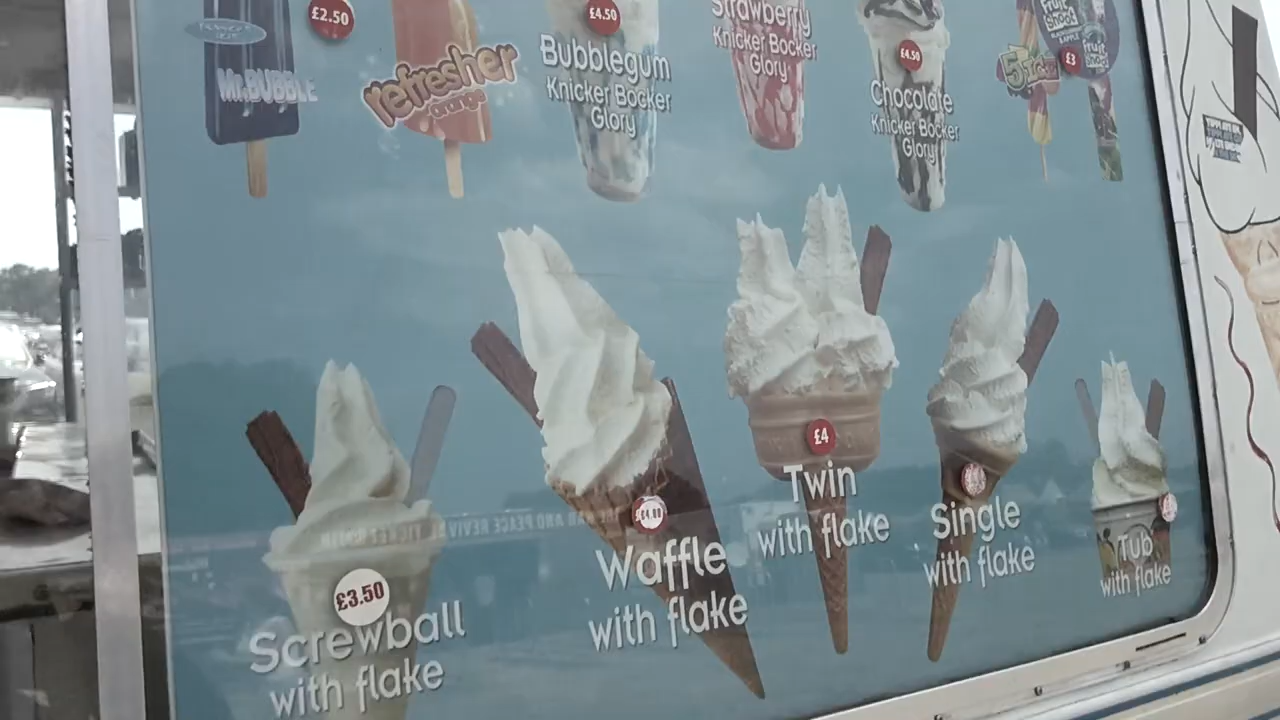 £2.50
Mr.BUBBLE
refresher
orange
£4.50
Bubblegum
Knicker Bocker
Glory
Strawberry
Knicker Bocker
Glory
£4.50
Chocolate
Knicker Bocker
Glory
Fruit
Shoot
£3
fruit
shoot
£3.50
Screwball
with flake
£4.00
Waffle
with flake
£4
Twin
with flake
Single
with flake
Tub
with flake